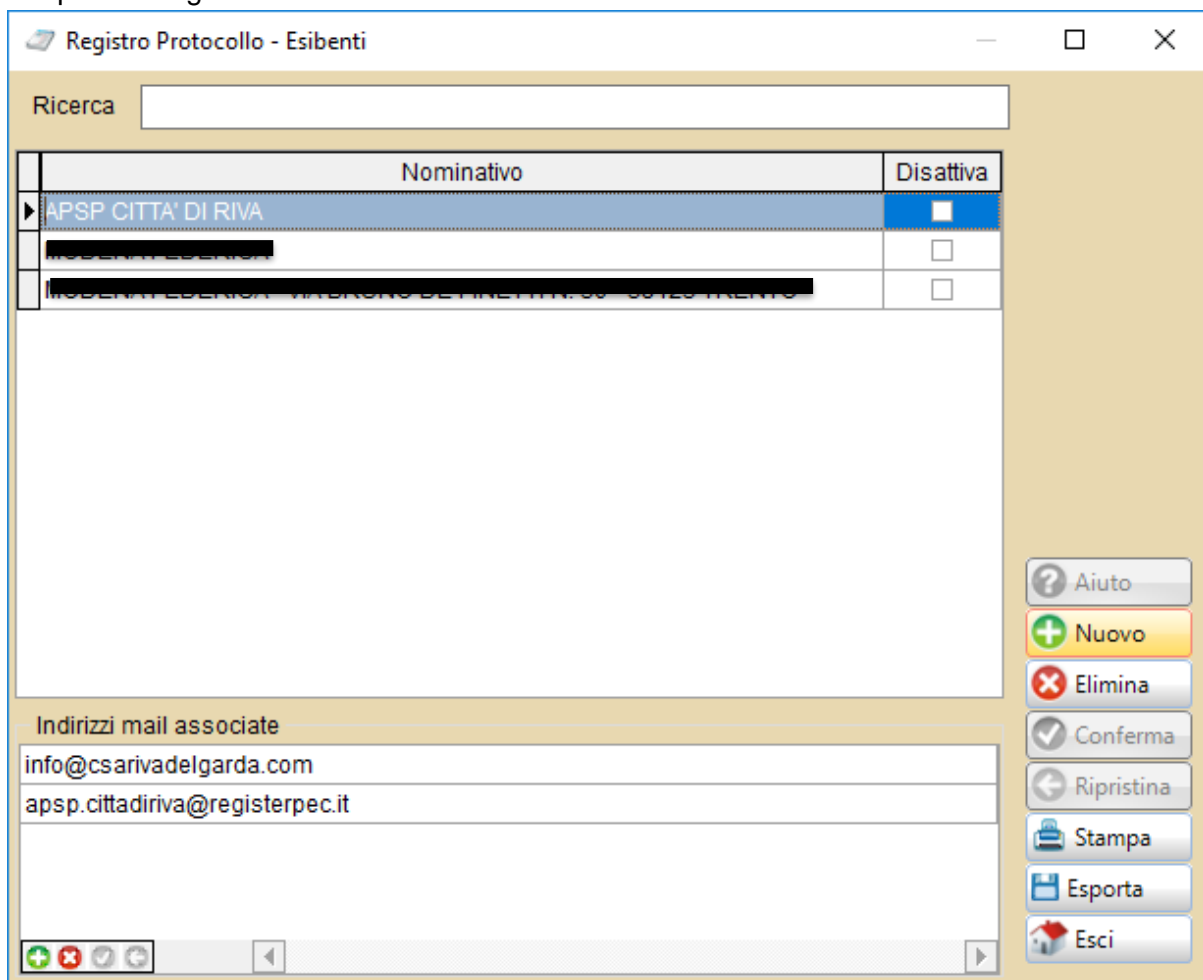 Registro Protocollo - Esibenti
Ricerca
Nominativo Disattiva
APSP CITTA' DI RIVA
Aiuto
Nuovo
Elimina
Conferma
Ripristina
Stampa
Esporta
Esci
Indirizzi mail associate
info@csarivadelgarda.com
apsp.cittadiriva@registerpec.it